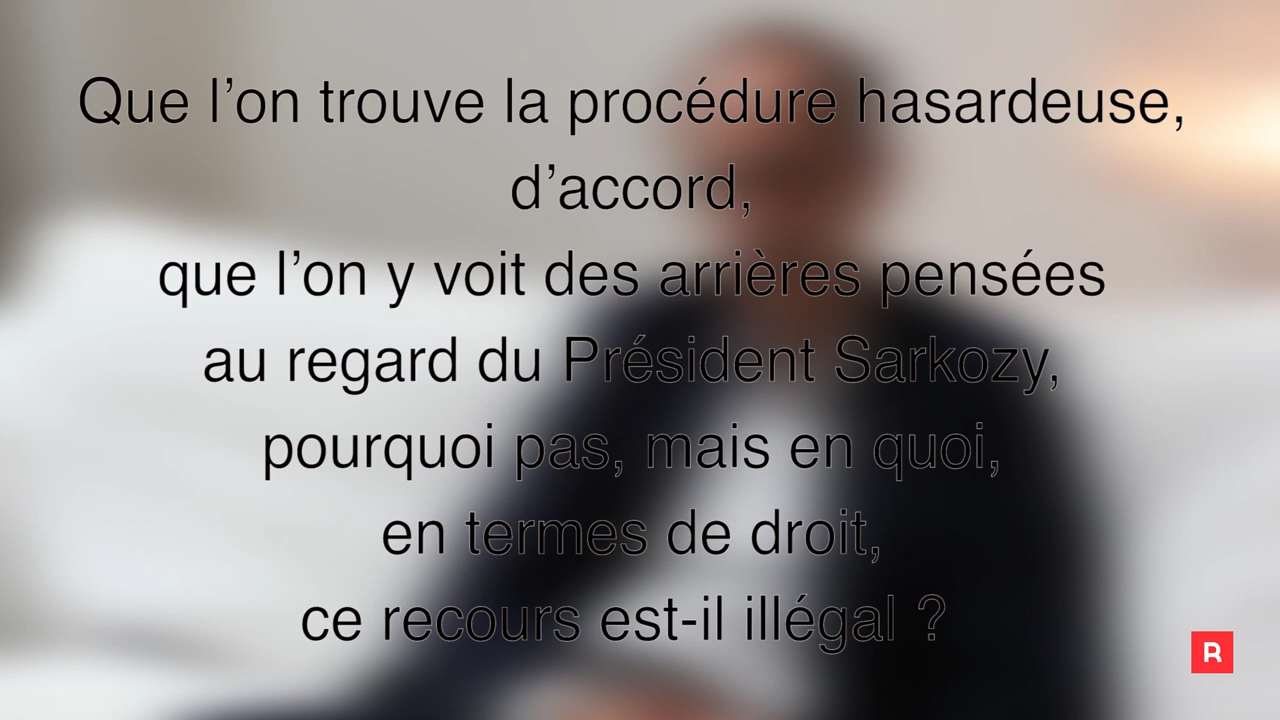 Que l’on trouve la procédure hasardeuse,
d’accord,
que l’on y voit des arrières pensées
au regard du Président Sarkozy,
pourquoi pas, mais en quoi,
en termes de droit,
ce recours est-il illégal ?
R